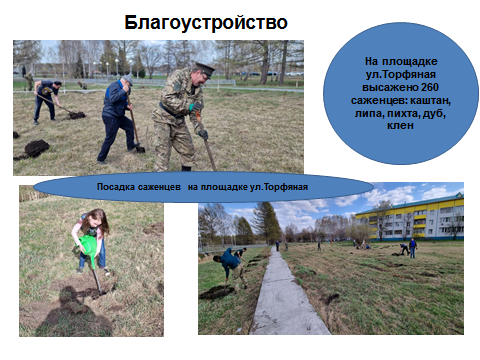 Благоустройство
На площадке
ул.Торфяная
высажено 260
саженцев: каштан,
липа, пихта, дуб,
клен
Посадка саженцев на площадке ул.Торфяная